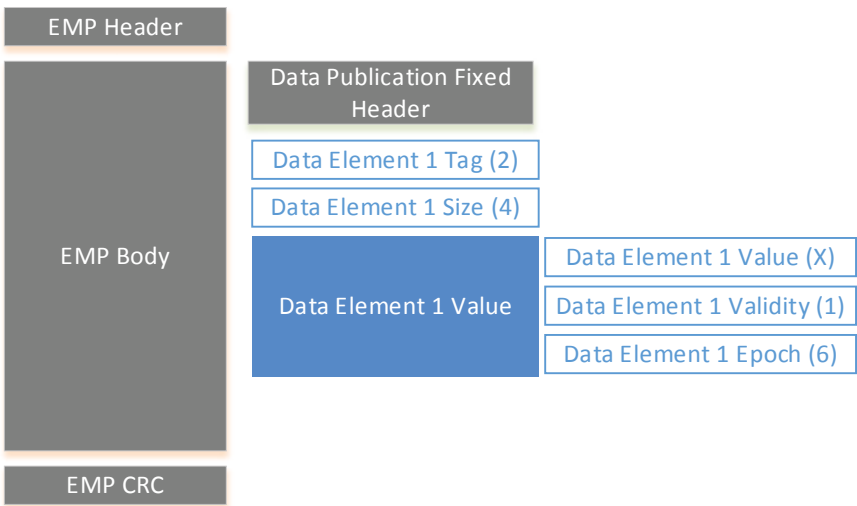 EMP Header
Data Publication Fixed
Header
Data Element 1 Tag (2)
Data Element 1 Size (4)
EMP Body
Data Element 1 Value
Data Element 1 Value (X)
Data Element 1 Validity (1)
Data Element 1 Epoch (6)
EMP CRC